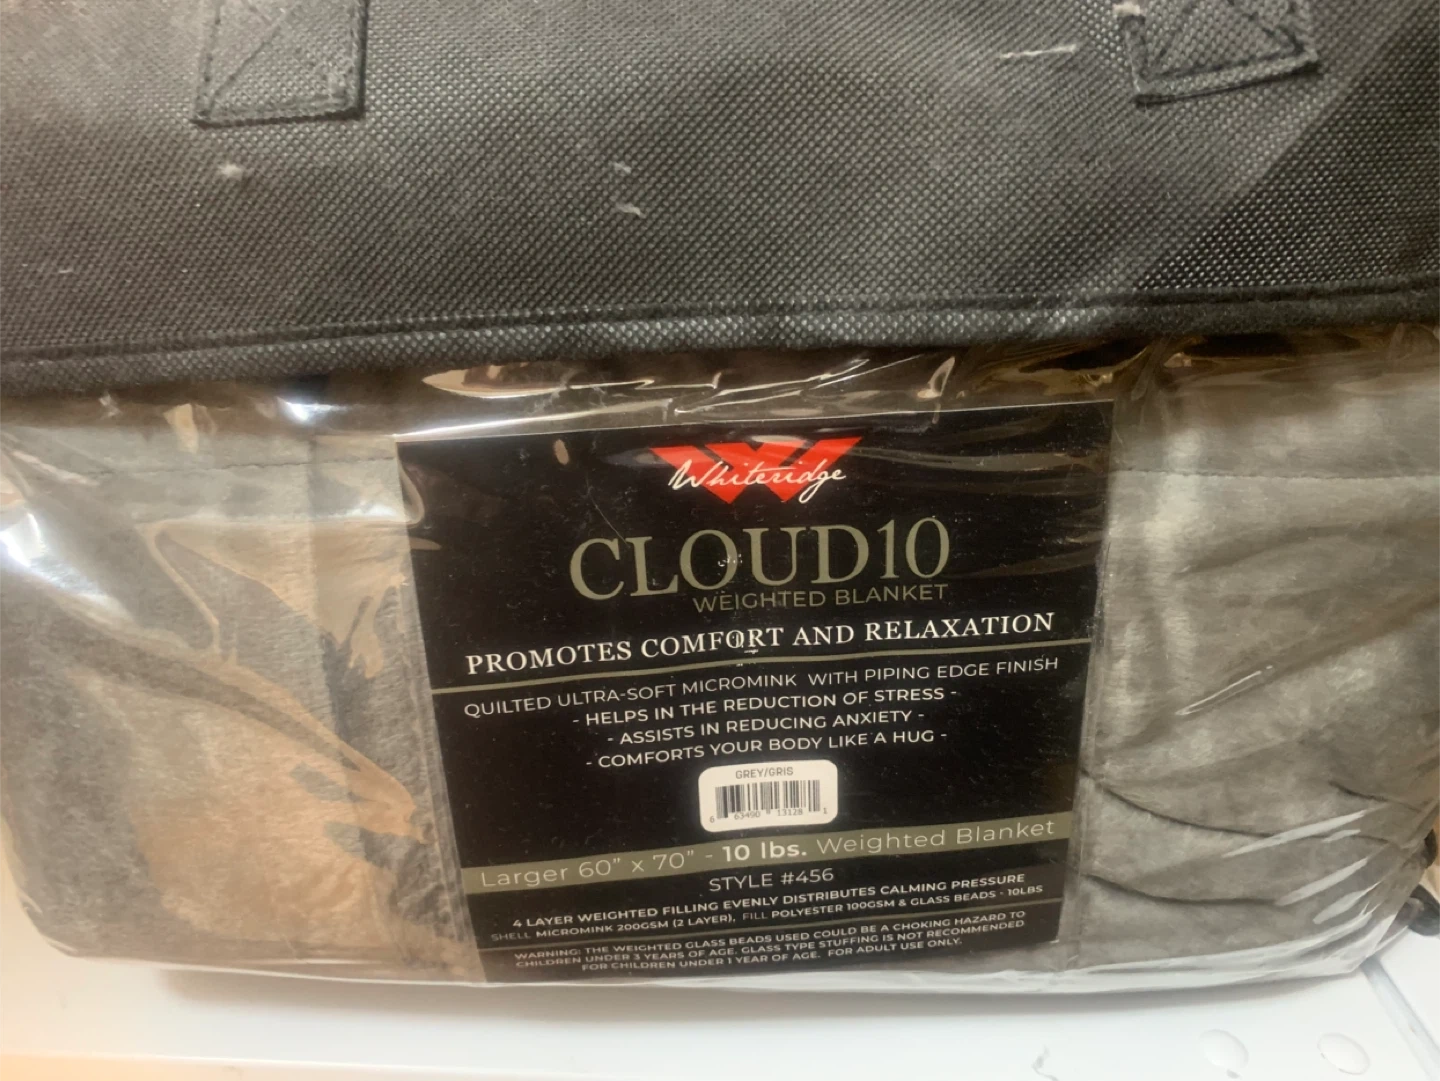 Whiteridge
CLOUD10
WEIGHTED BLANKET
PROMOTES COMFORT AND RELAXATION
QUILTED ULTRA-SOFT MICROMINK WITH PIPING EDGE FINISH
- HELPS IN THE REDUCTION OF STRESS -
- ASSISTS IN REDUCING ANXIETY -
- COMFORTS YOUR BODY LIKE A HUG -
GREY/GRIS
6 63490 13128 1
Larger 60" x 70" - 10 lbs. Weighted Blanket
STYLE #456
4 LAYER WEIGHTED FILLING EVENLY DISTRIBUTES CALMING PRESSURE
SHELL MICROMINK 200GSM (2 LAYER), FILL POLYESTER 100GSM & GLASS BEADS - 10LBS
WARNING: THE WEIGHTED GLASS BEADS USED COULD BE A CHOKING HAZARD TO
CHILDREN UNDER 3 YEARS OF AGE. GLASS TYPE STUFFING IS NOT RECOMMENDED
FOR CHILDREN UNDER 1 YEAR OF AGE. FOR ADULT USE ONLY.